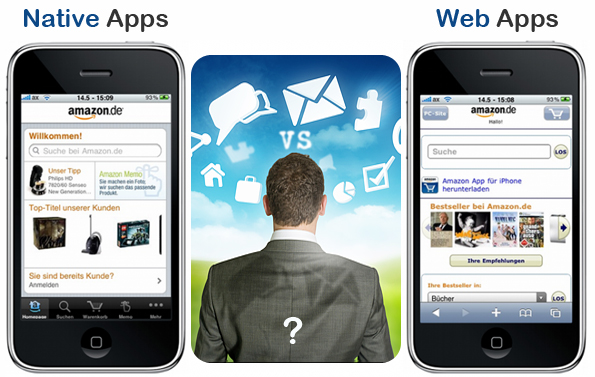 Native Apps
Web Apps
BX 14.5 - 15:09 93%
amazon.de
Willkommen!
Suche bei Amazon.de
Unser Tipp
Philips HD
7820/60 Senseo
New Generation...
Amazon Memo
Sie machen ein Foto,
wir suchen das passende
Produkt.
Top-Titel unserer Kunden
Sie sind bereits Kunde?
Anmelden
Homepage Suchen Warenkorb Memo Mehr
VS
?
BX 14.5 - 15:08 93%
PC-Site
amazon.de
Hallo!
Suche
LOS
Amazon App für iPhone
herunterladen
Bestseller bei Amazon.de
Ihre Empfehlungen
Ihre Bestseller in:
Bücher
LOS